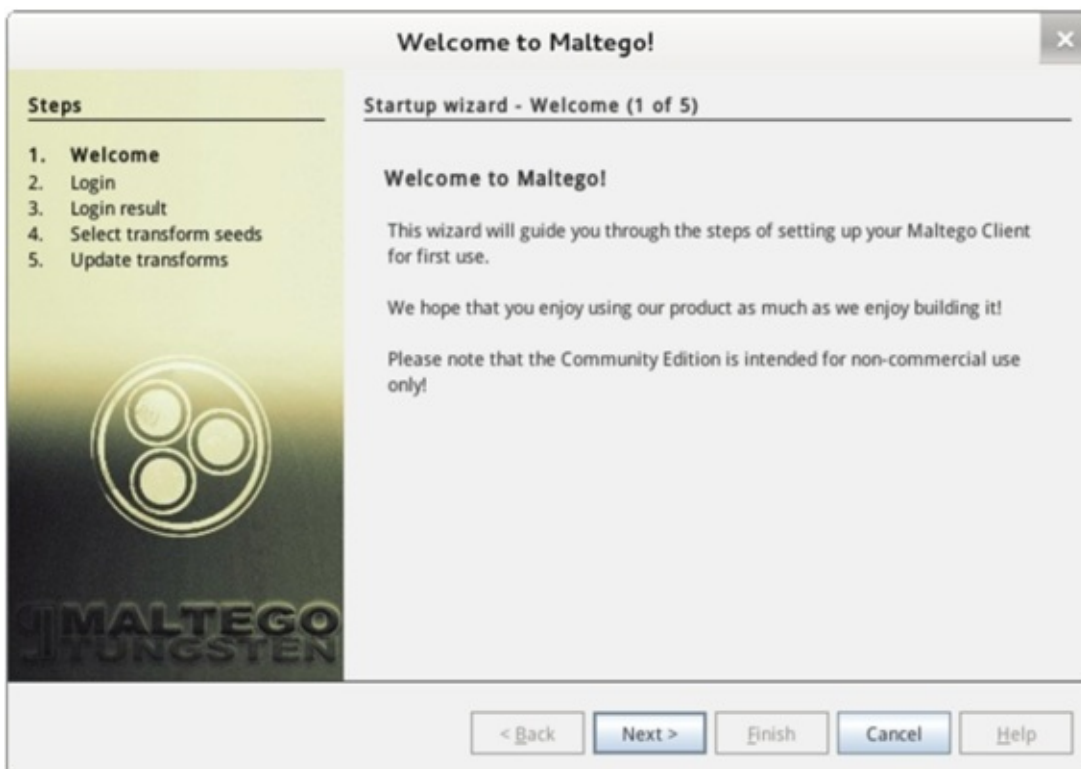 Welcome to Maltego!
Steps
1. Welcome
2. Login
3. Login result
4. Select transform seeds
5. Update transforms
Startup wizard - Welcome (1 of 5)
Welcome to Maltego!
This wizard will guide you through the steps of setting up your Maltego Client
for first use.
We hope that you enjoy using our product as much as we enjoy building it!
Please note that the Community Edition is intended for non-commercial use
only!
MALTEGO
TUNGSTEN
< Back
Next >
Finish
Cancel
Help